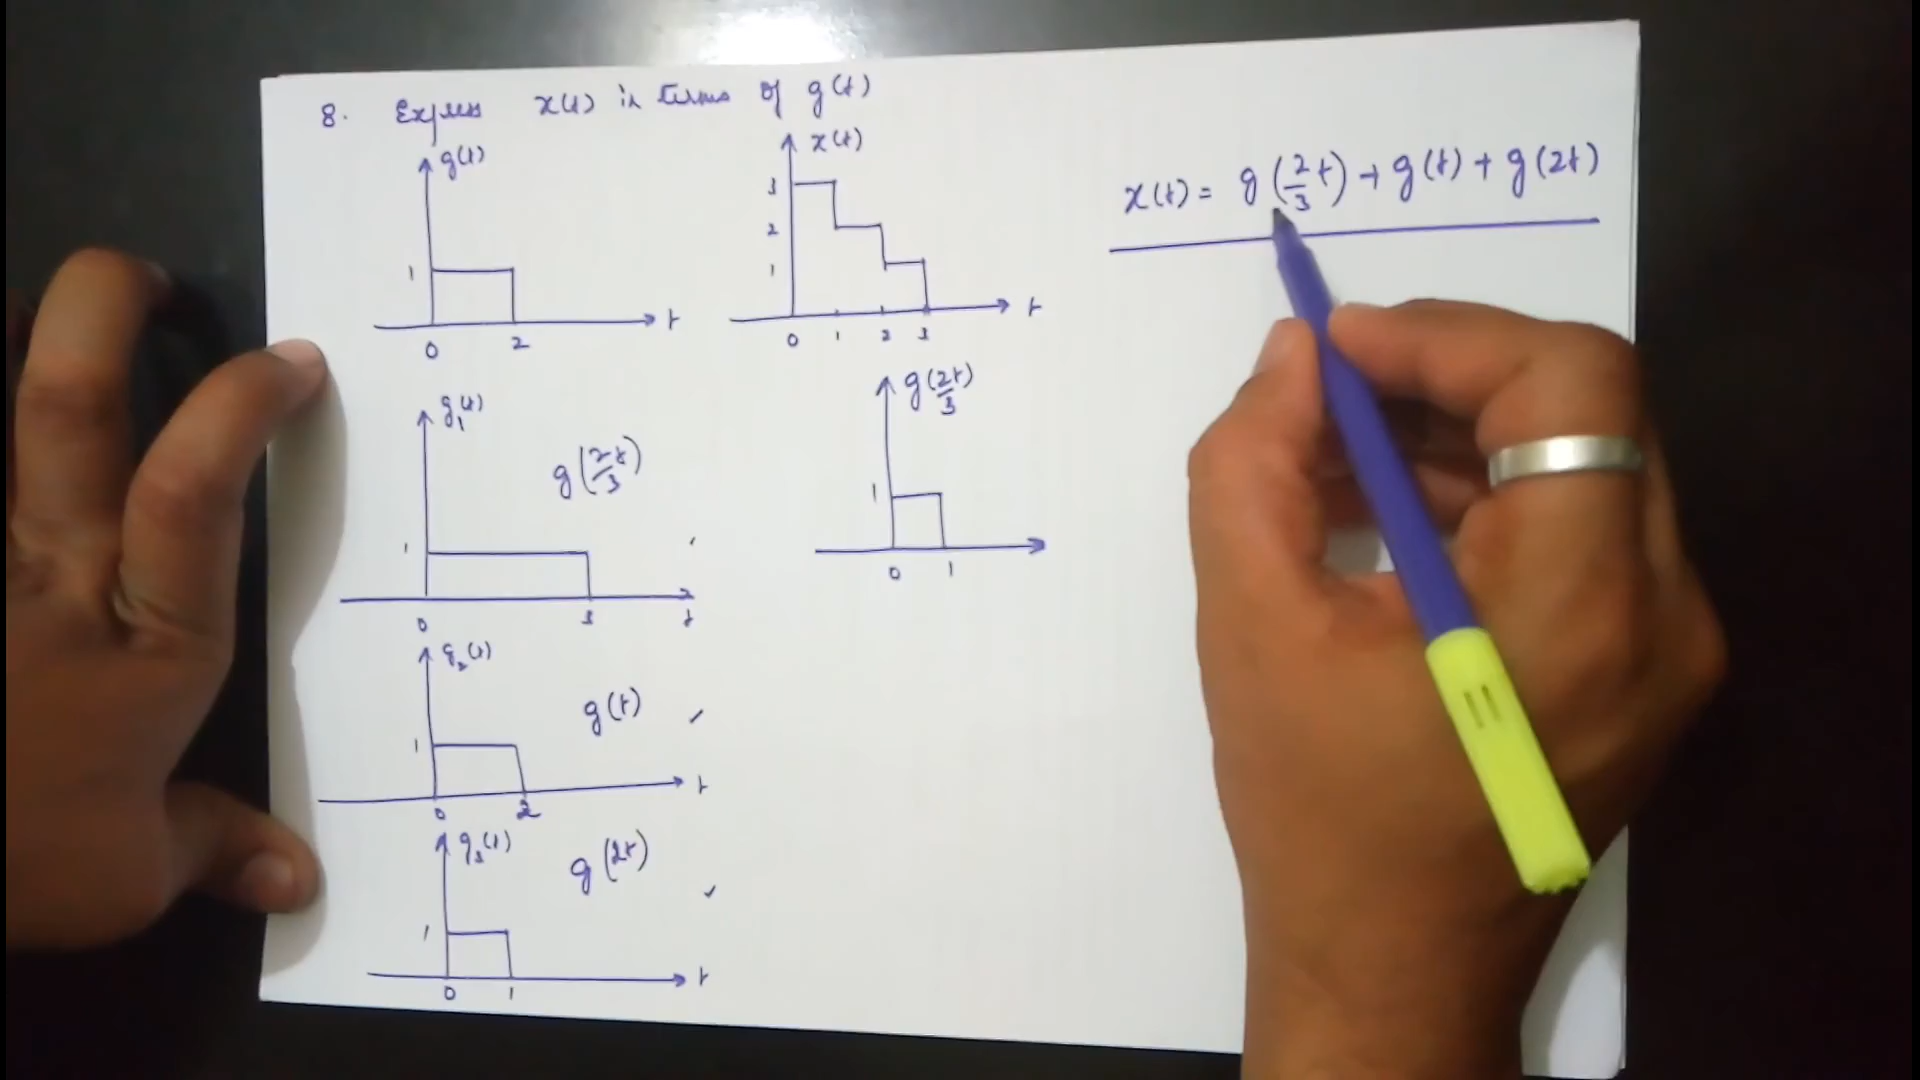 8. Express x(t) in terms of g(t)
g(t)
1
0 2 t
x(t)
3
2
1
0 1 2 3 t
x(t) = g(2/3 t) + g(t) + g(2t)
g₁(t)
g(2t/3)
1
0 3 t
g(2t/3)
1
0 1
g₂(t)
g(t)
1
0 2 t
g₃(t)
g(2t)
1
0 1 t